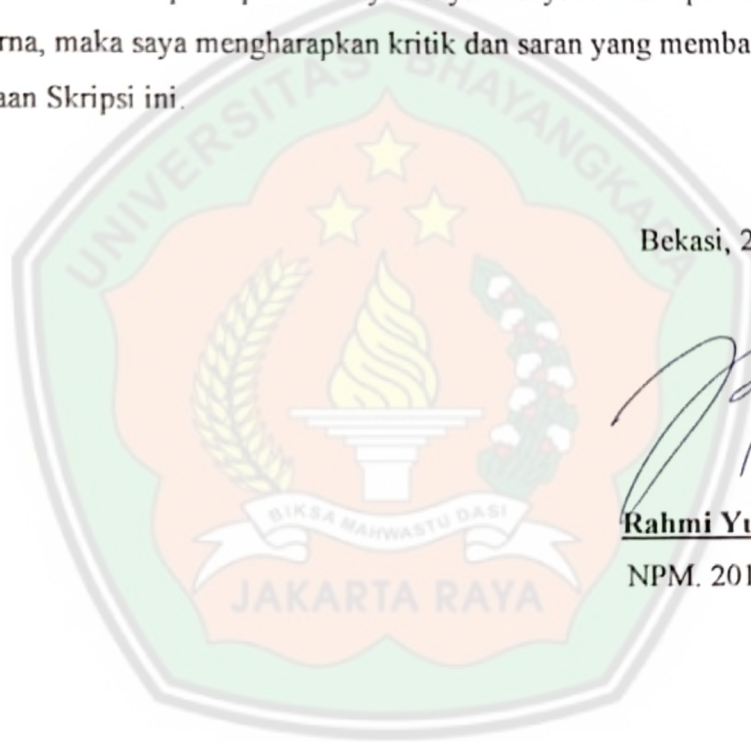 rna, maka saya mengharapkan kritik dan saran yang memba
aan Skripsi ini.
UNIVERSITAS BHAYANGKARA
Bekasi, 2
BIKSA MAHWASTU DASI
Rahmi Yu
NPM. 201
JAKARTA RAYA